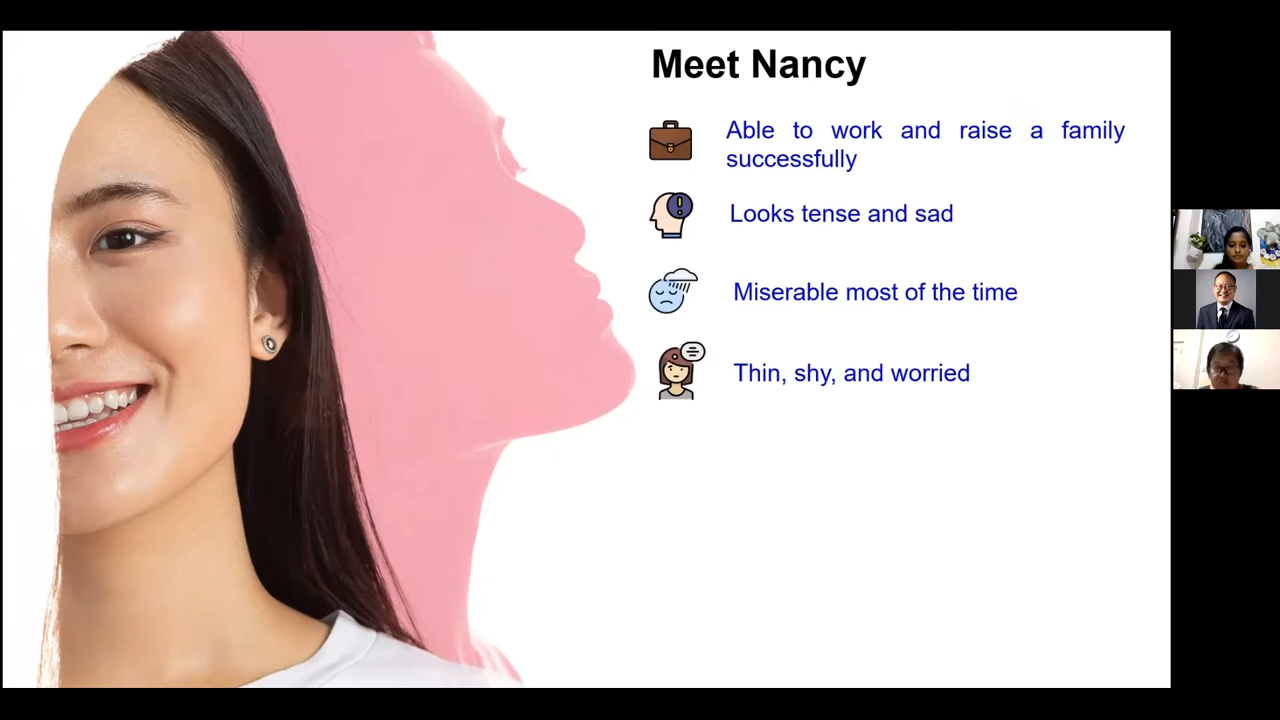 Meet Nancy
Able to work and raise a family
successfully
Looks tense and sad
Miserable most of the time
Thin, shy, and worried